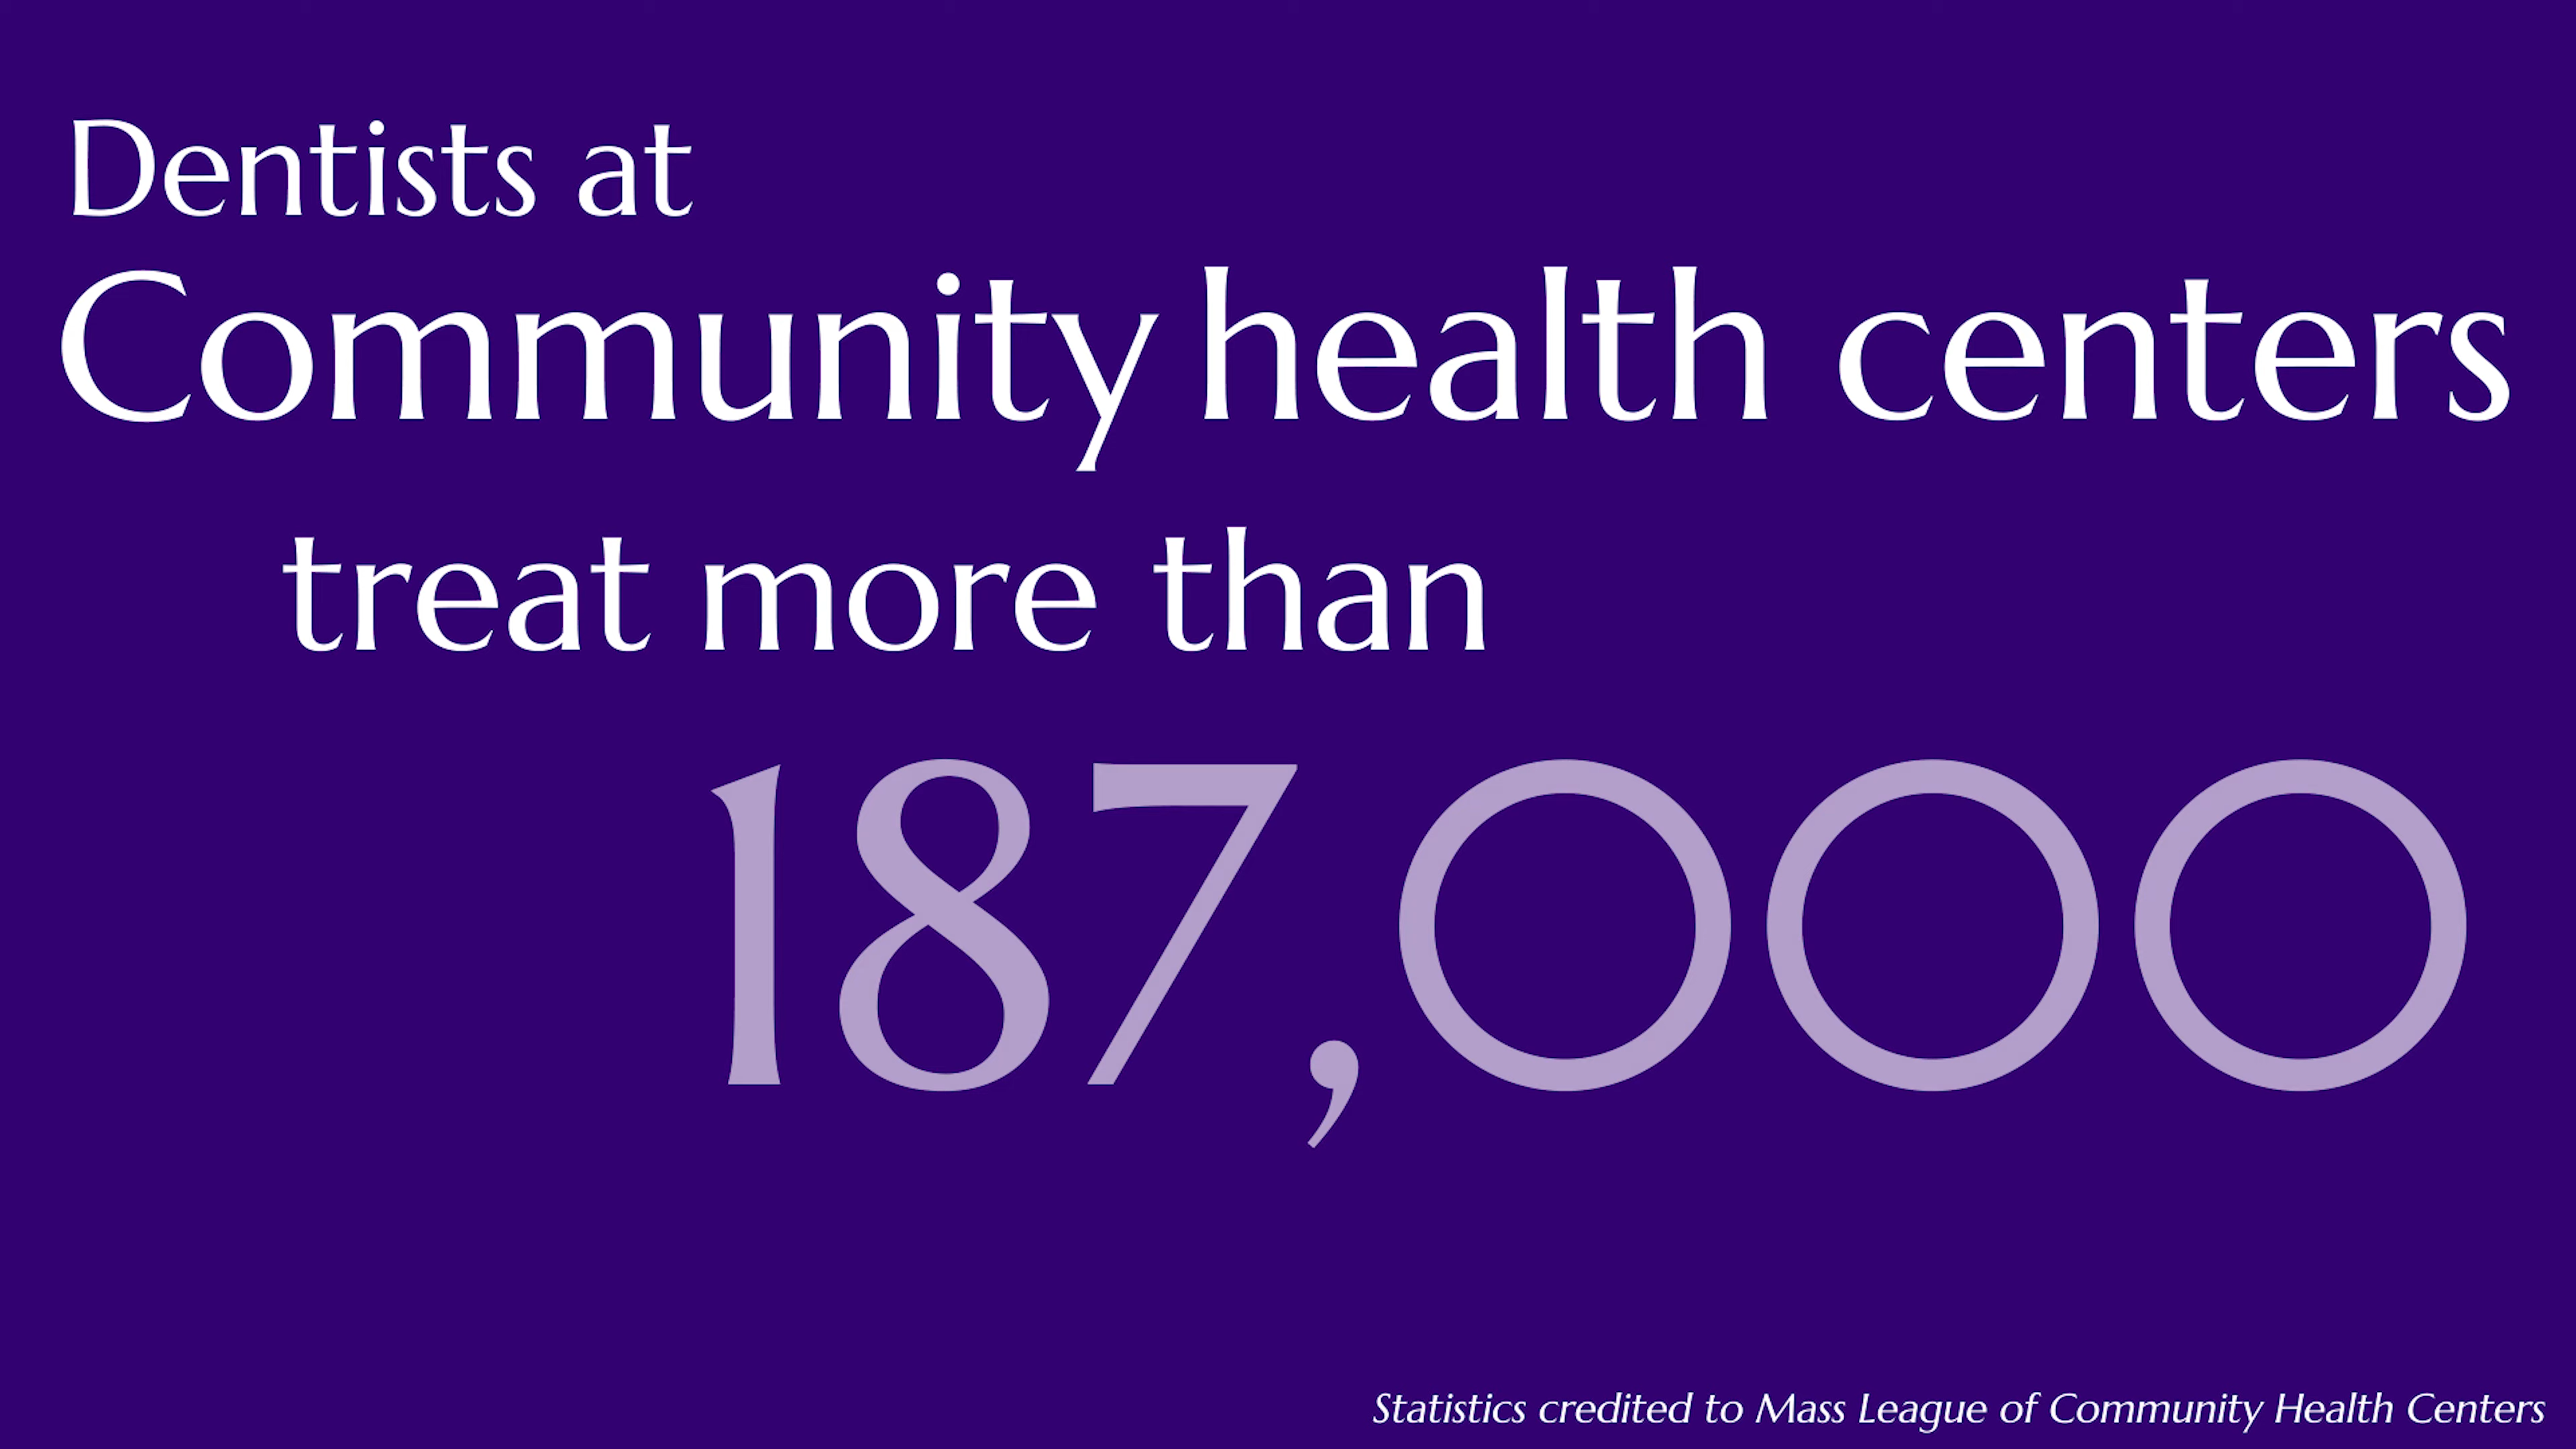 Dentists at
Community health centers
treat more than
187,000
Statistics credited to Mass League of Community Health Centers